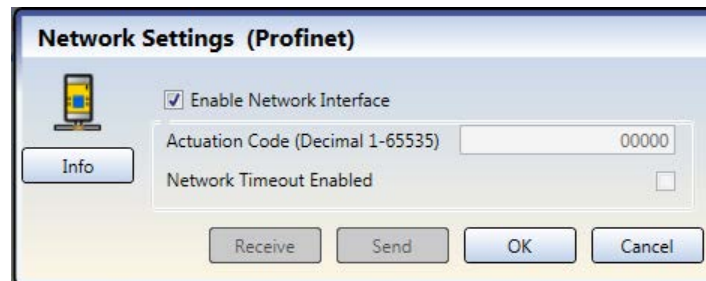 Network Settings (Profinet)
Enable Network Interface
Actuation Code (Decimal 1-65535) 00000
Info
Network Timeout Enabled
Receive Send OK Cancel